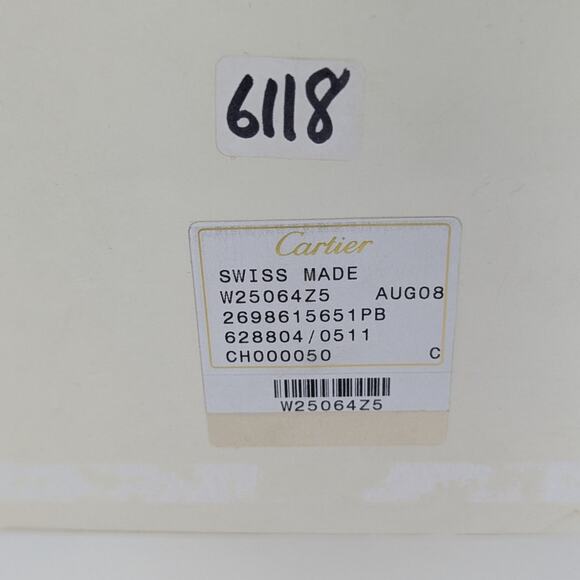 6118
Cartier
SWISS MADE
W25064Z5 AUG08
2698615651PB
628804/0511
CH000050 C
W25064Z5